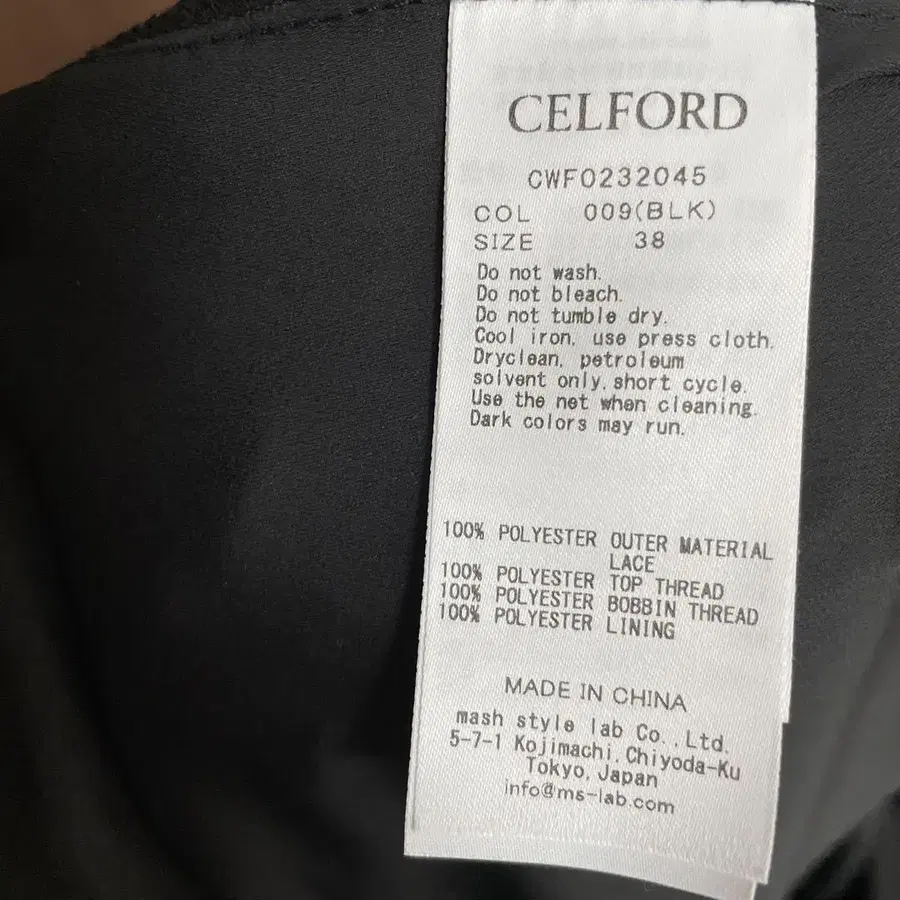 CELFORD
CWFO232045
COL 009(BLK)
SIZE 38
Do not wash.
Do not bleach.
Do not tumble dry.
Cool iron, use press cloth.
Dryclean, petroleum
solvent only, short cycle.
Use the net when cleaning.
Dark colors may run.
100% POLYESTER OUTER MATERIAL
LACE
100% POLYESTER TOP THREAD
100% POLYESTER BOBBIN THREAD
100% POLYESTER LINING
MADE IN CHINA
mash style lab Co.,Ltd.
5-7-1 Kojimachi, Chiyoda-Ku
Tokyo, Japan
info@ms-lab.com